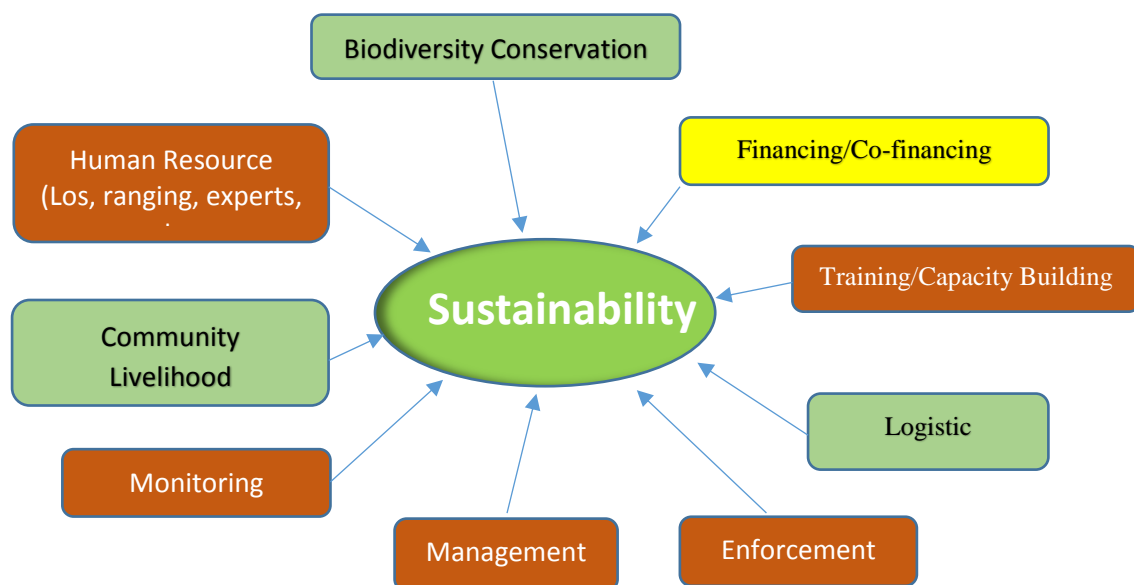 Biodiversity Conservation
Financing/Co-financing
Human Resource
(Los, ranging, experts,
Training/Capacity Building
Sustainability
Community
Livelihood
Logistic
Monitoring
Management
Enforcement